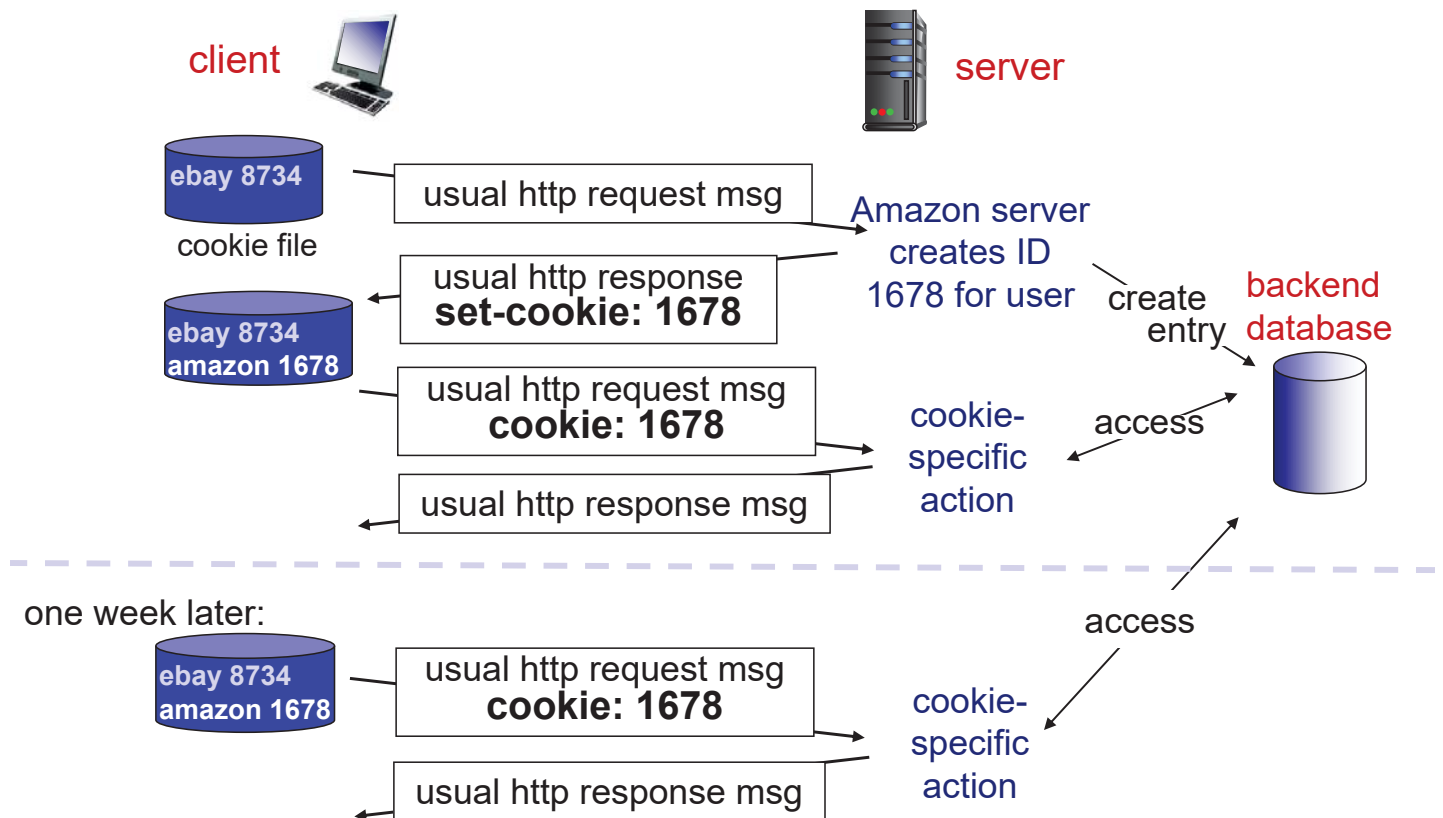 client
server
ebay 8734
cookie file
usual http request msg
Amazon server
creates ID
1678 for user
usual http response
set-cookie: 1678
create
entry
backend
database
ebay 8734
amazon 1678
usual http request msg
cookie: 1678
cookie-
specific
action
access
usual http response msg
one week later:
access
ebay 8734
amazon 1678
usual http request msg
cookie: 1678
cookie-
specific
action
usual http response msg